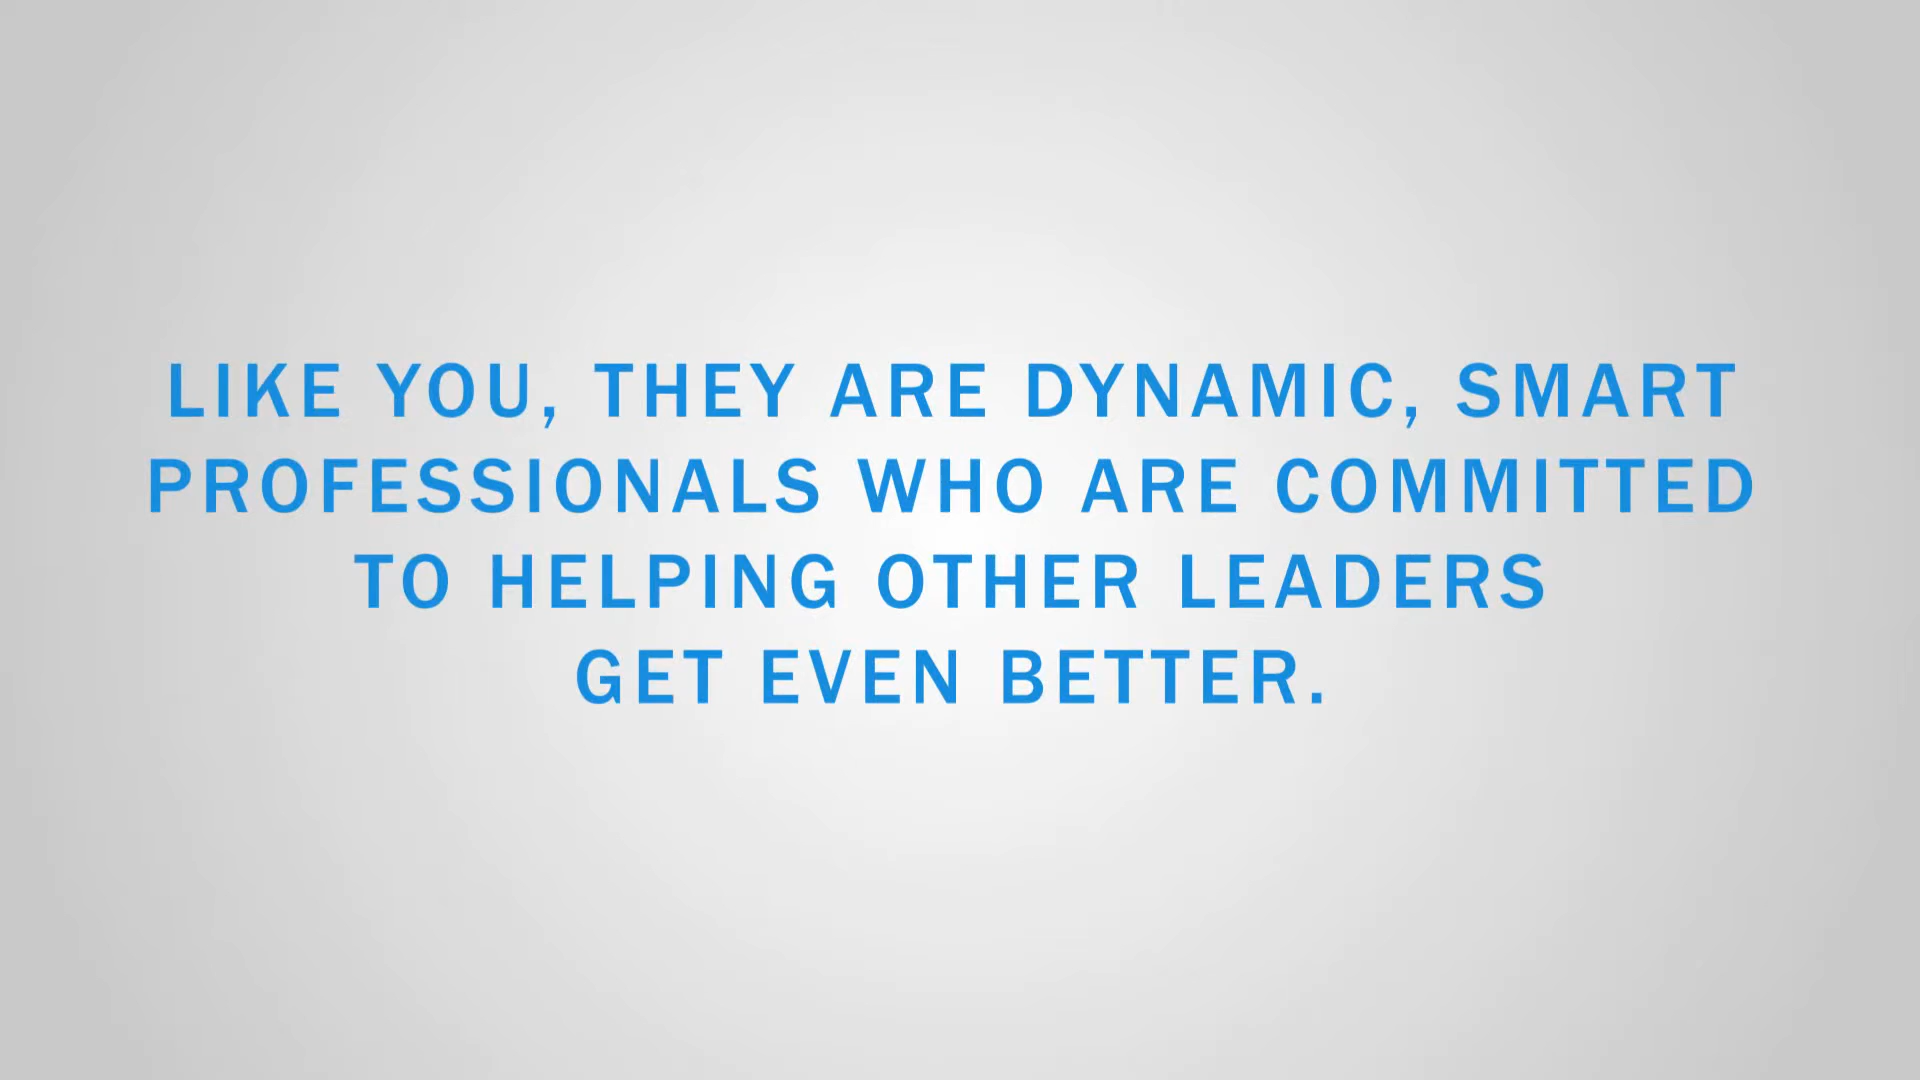 LIKE YOU, THEY ARE DYNAMIC, SMART
PROFESSIONALS WHO ARE COMMITTED
TO HELPING OTHER LEADERS
GET EVEN BETTER.